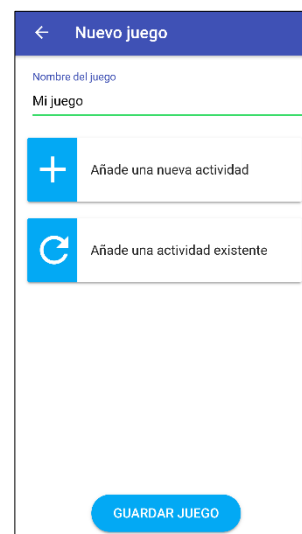 Nuevo juego
Nombre del juego
Mi juego
Añade una nueva actividad
Añade una actividad existente
GUARDAR JUEGO